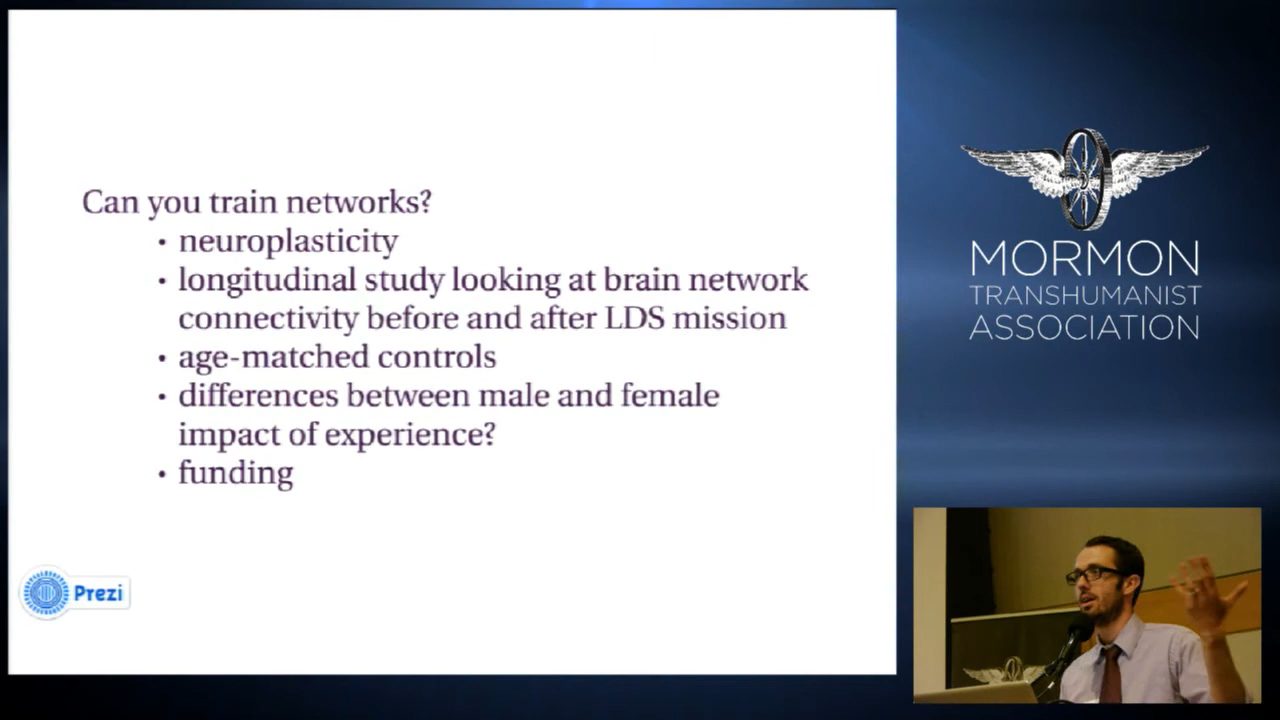 Can you train networks?
• neuroplasticity
• longitudinal study looking at brain network
connectivity before and after LDS mission
• age-matched controls
• differences between male and female
impact of experience?
• funding
Prezi
MORMON
TRANSHUMANIST
ASSOCIATION